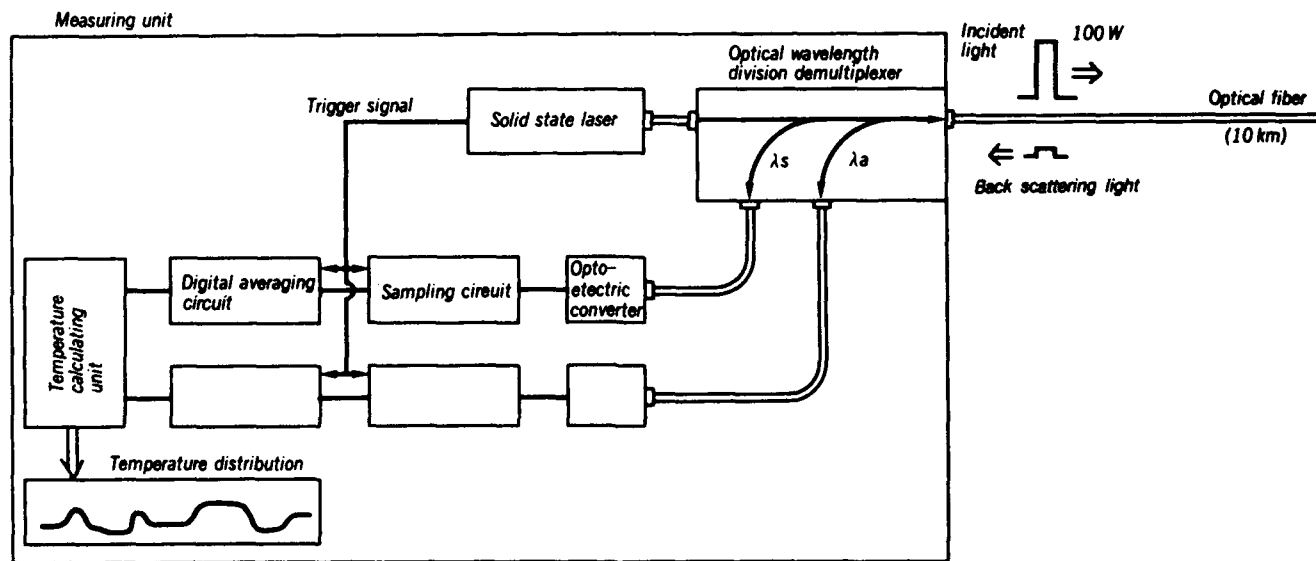 Measuring unit
Incident
light
100 W
Optical wavelength
division demultiplexer
Trigger signal
Solid state laser
Optical fiber
(10 km)
λs
λa
Back scattering light
Temperature
calculating
unit
Digital averaging
circuit
Sampling cireuit
Opto-
electric
converter
Temperature distribution